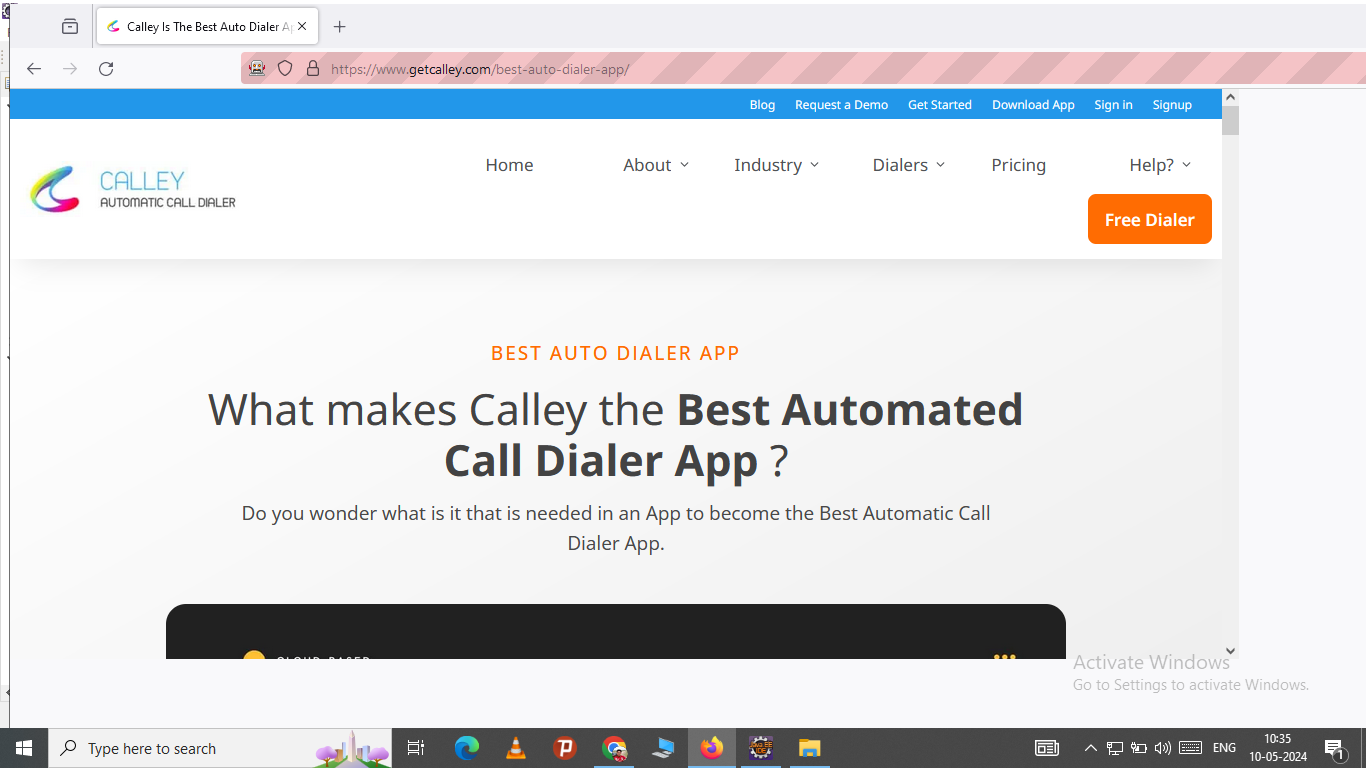 Calley Is The Best Auto Dialer Ap
https://www.getcalley.com/best-auto-dialer-app/
Blog Request a Demo Get Started Download App Sign in Signup
Home About Industry Dialers Pricing Help?
CALLEY
AUTOMATIC CALL DIALER
Free Dialer
BEST AUTO DIALER APP
What makes Calley the Best Automated
Call Dialer App ?
Do you wonder what is it that is needed in an App to become the Best Automatic Call
Dialer App.
CLOUD BASED
Activate Windows
Go to Settings to activate Windows.
Type here to search
ENG
10:35
10-05-2024
1